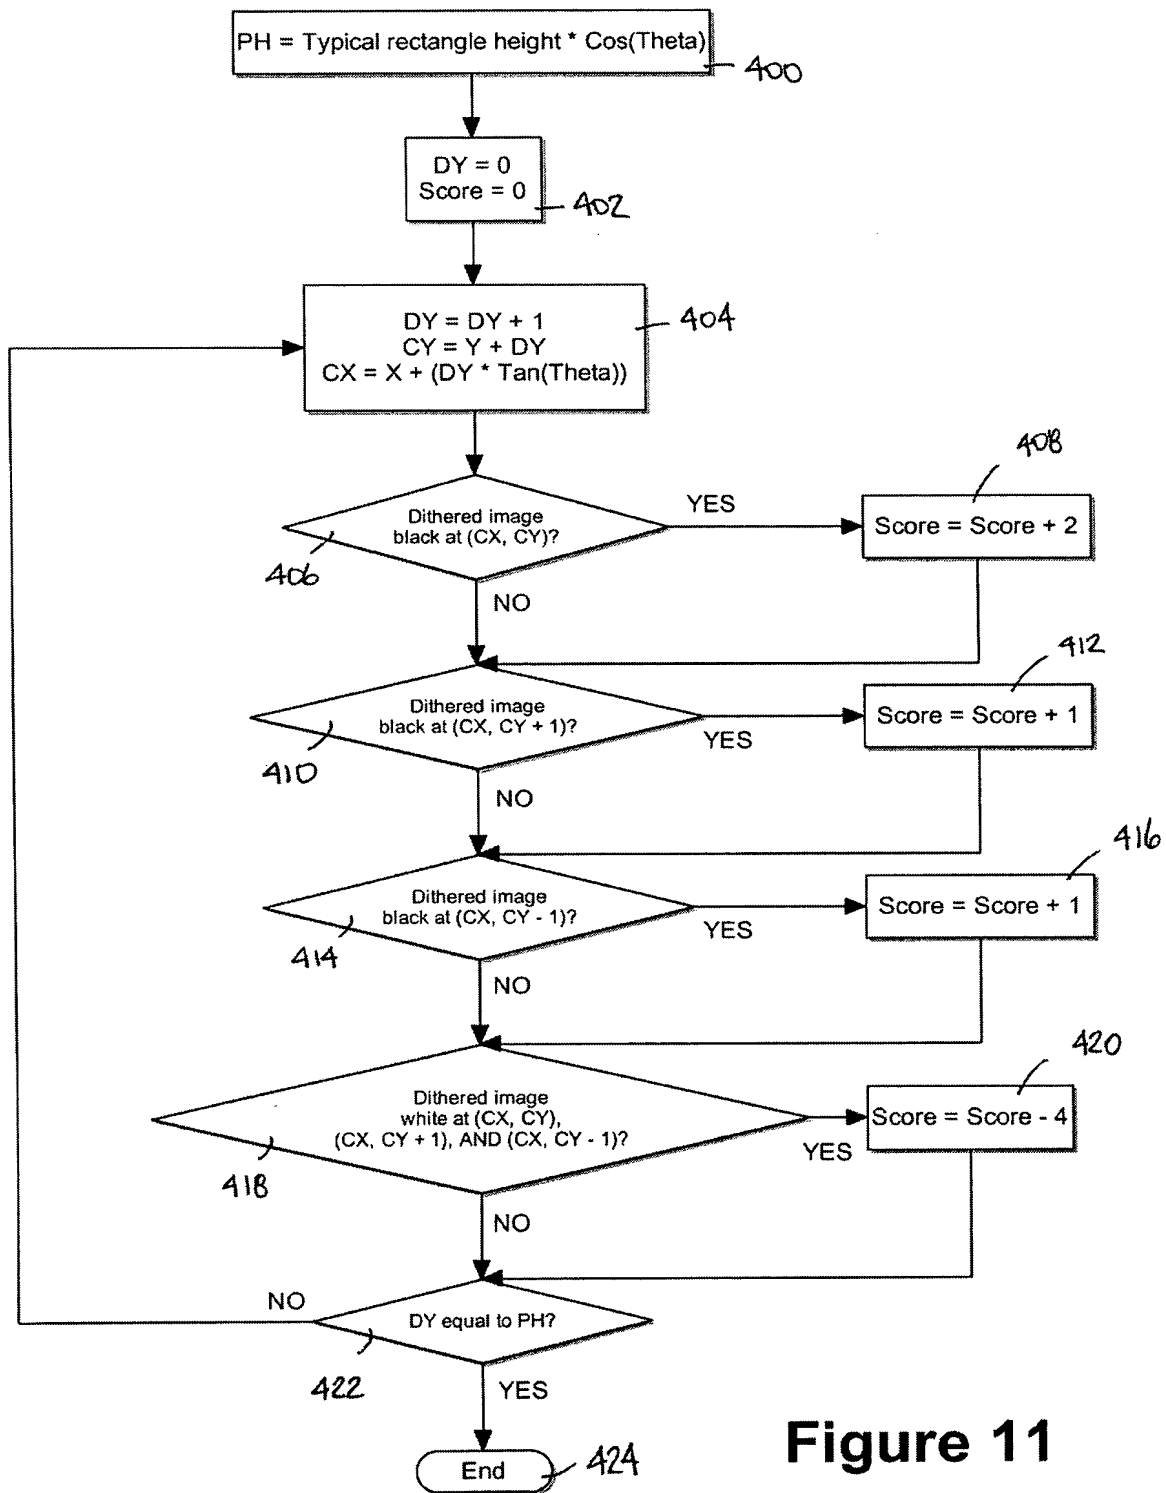 PH = Typical rectangle height * Cos(Theta)
400
DY = 0
Score = 0
402
DY = DY + 1
CY = Y + DY
CX = X + (DY * Tan(Theta))
404
Dithered image
black at (CX, CY)?
406
YES
408
Score = Score + 2
NO
Dithered image
black at (CX, CY + 1)?
410
YES
412
Score = Score + 1
NO
Dithered image
black at (CX, CY - 1)?
414
YES
416
Score = Score + 1
NO
Dithered image
white at (CX, CY),
(CX, CY + 1), AND (CX, CY - 1)?
418
YES
420
Score = Score - 4
NO
DY equal to PH?
422
NO
YES
End
424
Figure 11